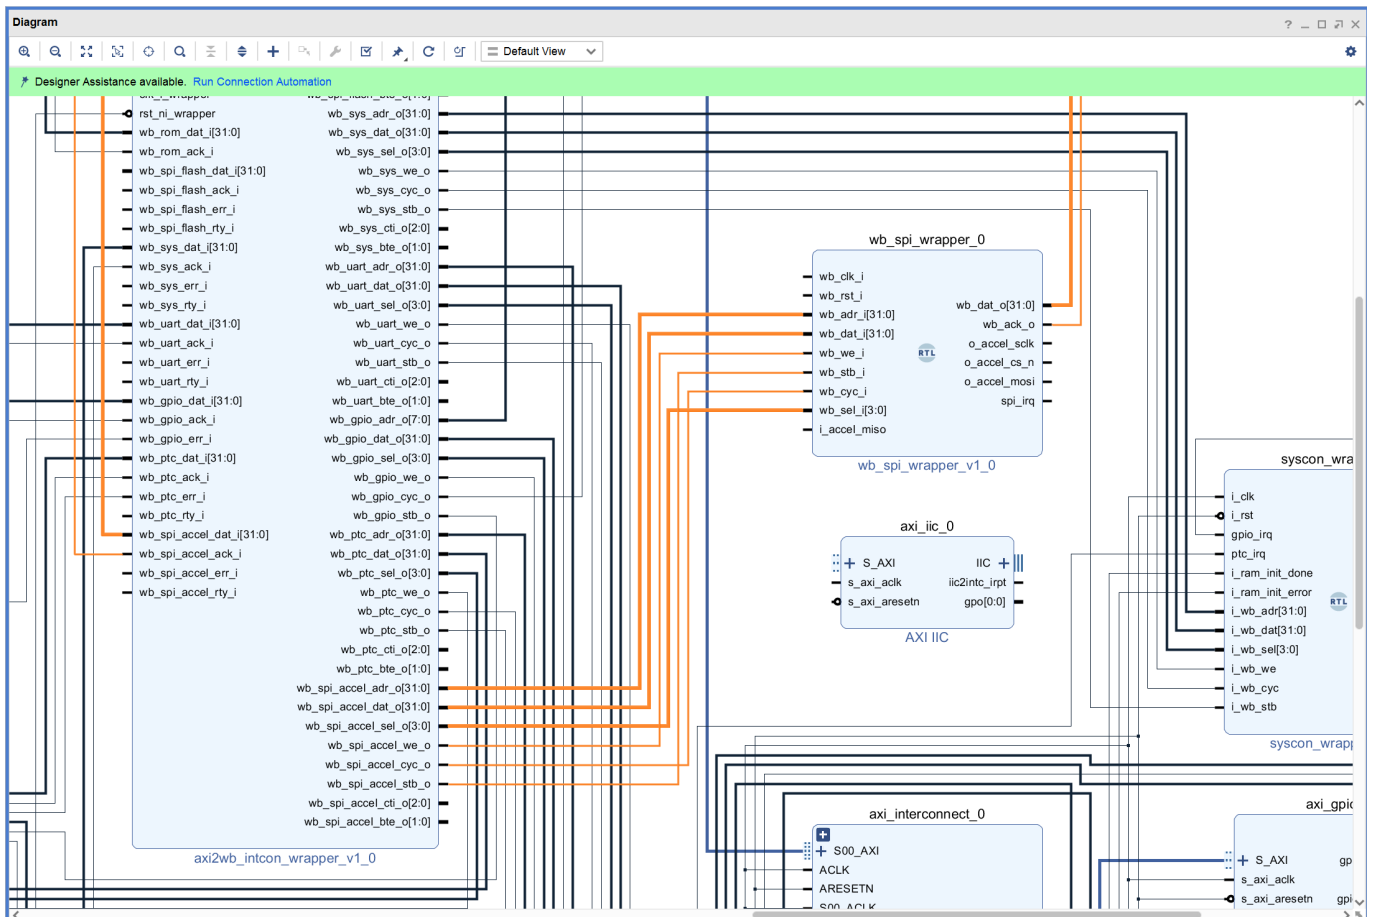 Diagram
Default View
Designer Assistance available. Run Connection Automation
rst_ni_wrapper
wb_rom_dat_i[31:0]
wb_rom_ack_i
wb_spi_flash_dat_i[31:0]
wb_spi_flash_ack_i
wb_spi_flash_err_i
wb_spi_flash_rty_i
wb_sys_dat_i[31:0]
wb_sys_ack_i
wb_sys_err_i
wb_sys_rty_i
wb_uart_dat_i[31:0]
wb_uart_ack_i
wb_uart_err_i
wb_uart_rty_i
wb_gpio_dat_i[31:0]
wb_gpio_ack_i
wb_gpio_err_i
wb_ptc_dat_i[31:0]
wb_ptc_ack_i
wb_ptc_err_i
wb_ptc_rty_i
wb_spi_accel_dat_i[31:0]
wb_spi_accel_ack_i
wb_spi_accel_err_i
wb_spi_accel_rty_i
wb_sys_adr_o[31:0]
wb_sys_dat_o[31:0]
wb_sys_sel_o[3:0]
wb_sys_we_o
wb_sys_cyc_o
wb_sys_stb_o
wb_sys_cti_o[2:0]
wb_sys_bte_o[1:0]
wb_uart_adr_o[31:0]
wb_uart_dat_o[31:0]
wb_uart_sel_o[3:0]
wb_uart_we_o
wb_uart_cyc_o
wb_uart_stb_o
wb_uart_cti_o[2:0]
wb_uart_bte_o[1:0]
wb_gpio_adr_o[7:0]
wb_gpio_dat_o[31:0]
wb_gpio_sel_o[3:0]
wb_gpio_we_o
wb_gpio_cyc_o
wb_gpio_stb_o
wb_ptc_adr_o[31:0]
wb_ptc_dat_o[31:0]
wb_ptc_sel_o[3:0]
wb_ptc_we_o
wb_ptc_cyc_o
wb_ptc_stb_o
wb_ptc_cti_o[2:0]
wb_ptc_bte_o[1:0]
wb_spi_accel_adr_o[31:0]
wb_spi_accel_dat_o[31:0]
wb_spi_accel_sel_o[3:0]
wb_spi_accel_we_o
wb_spi_accel_cyc_o
wb_spi_accel_stb_o
wb_spi_accel_cti_o[2:0]
wb_spi_accel_bte_o[1:0]
axi2wb_intcon_wrapper_v1_0
wb_spi_wrapper_0
wb_clk_i
wb_rst_i
wb_adr_i[31:0]
wb_dat_i[31:0]
wb_we_i
wb_stb_i
wb_cyc_i
wb_sel_i[3:0]
i_accel_miso
RTL
wb_dat_o[31:0]
wb_ack_o
o_accel_sclk
o_accel_cs_n
o_accel_mosi
spi_irq
wb_spi_wrapper_v1_0
axi_iic_0
S_AXI
s_axi_aclk
s_axi_aresetn
IIC
iic2intc_irpt
gpo[0:0]
AXI IIC
syscon_wra
i_clk
i_rst
gpio_irq
ptc_irq
i_ram_init_done
i_ram_init_error
i_wb_adr[31:0]
i_wb_dat[31:0]
i_wb_sel[3:0]
i_wb_we
i_wb_cyc
i_wb_stb
RTL
syscon_wrapp
axi_interconnect_0
S00_AXI
ACLK
ARESETN
S00_ACLK
axi_gpio
S_AXI
s_axi_aclk
s_axi_aresetn
gp
gpi